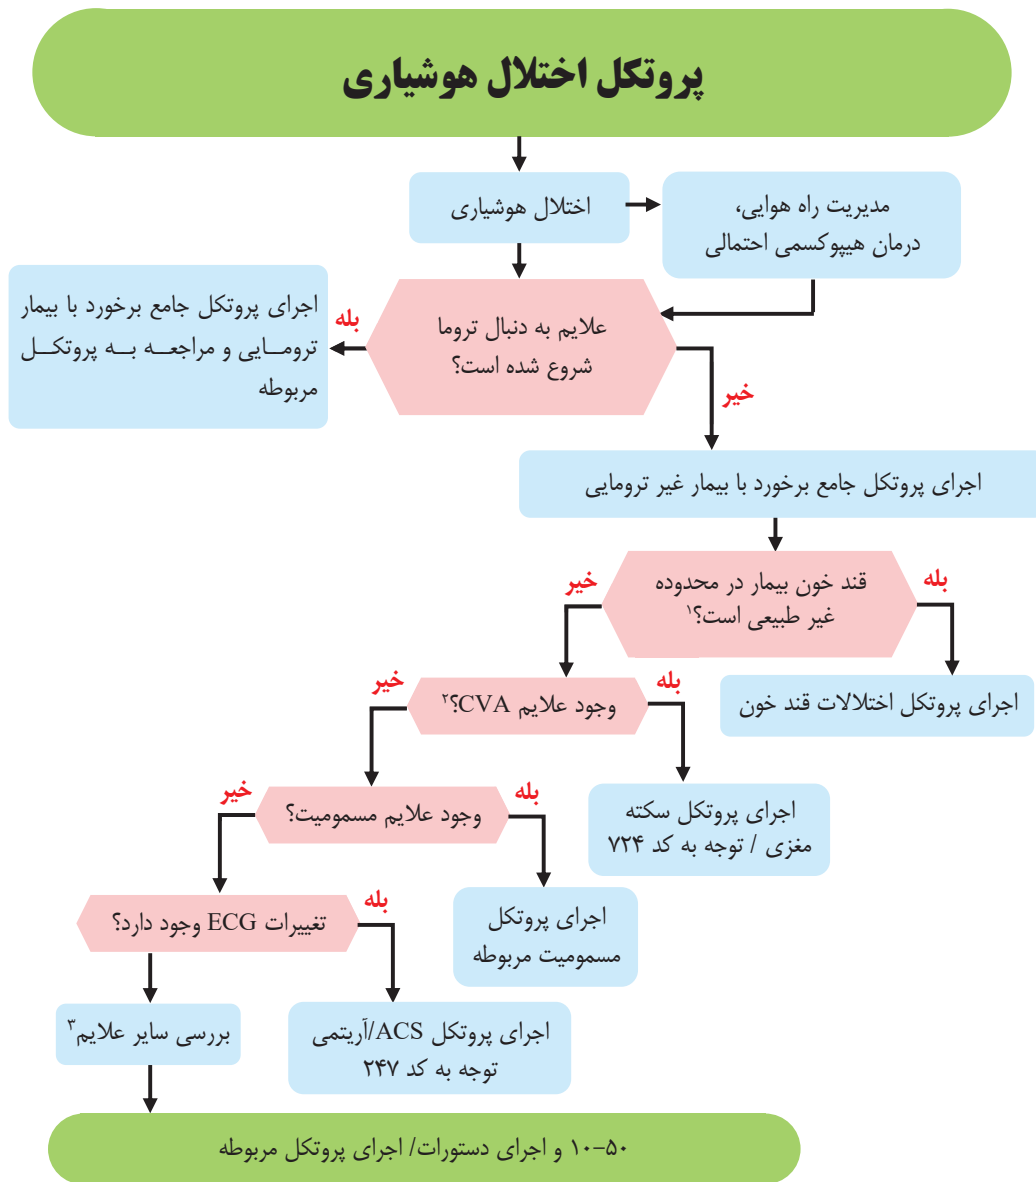 پروتکل اختلال هوشیاری
اختلال هوشیاری
مدیریت راه هوایی،
درمان هیپوکسمی احتمالی
علایم به دنبال تروما
شروع شده است؟
بله
اجرای پروتکل جامع برخورد با بیمار
ترومــایی و مراجعــه بــه پروتکــل
مربوطه
خیر
اجرای پروتکل جامع برخورد با بیمار غیر ترومایی
قند خون بیمار در محدوده
غیر طبیعی است؟۱
بله
خیر
اجرای پروتکل اختلالات قند خون
وجود علایم CVA؟۲
بله
خیر
اجرای پروتکل سکته
مغزی / توجه به کد ۷۲۴
وجود علایم مسمومیت؟
بله
خیر
اجرای پروتکل
مسمومیت مربوطه
تغییرات ECG وجود دارد؟
بله
اجرای پروتکل ACS/آریتمی
توجه به کد ۲۴۷
بررسی سایر علایم۳
۱۰-۵۰ و اجرای دستورات/ اجرای پروتکل مربوطه